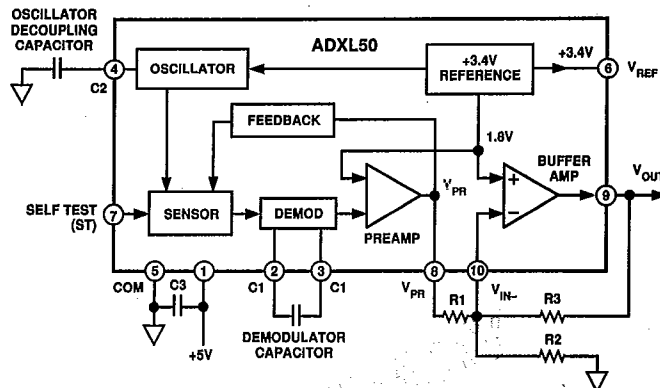 OSCILLATOR
DECOUPLING
CAPACITOR
ADXL50
4
C2
OSCILLATOR
+3.4V
REFERENCE
+3.4V
6
VREF
FEEDBACK
1.8V
BUFFER
AMP
VOUT
+
−
9
VPR
7
SELF TEST
(ST)
SENSOR
DEMOD
PREAMP
5
1
2
3
8
10
COM
C3
C1
C1
VPR
R1
VIN–
R3
R2
+5V
DEMODULATOR
CAPACITOR